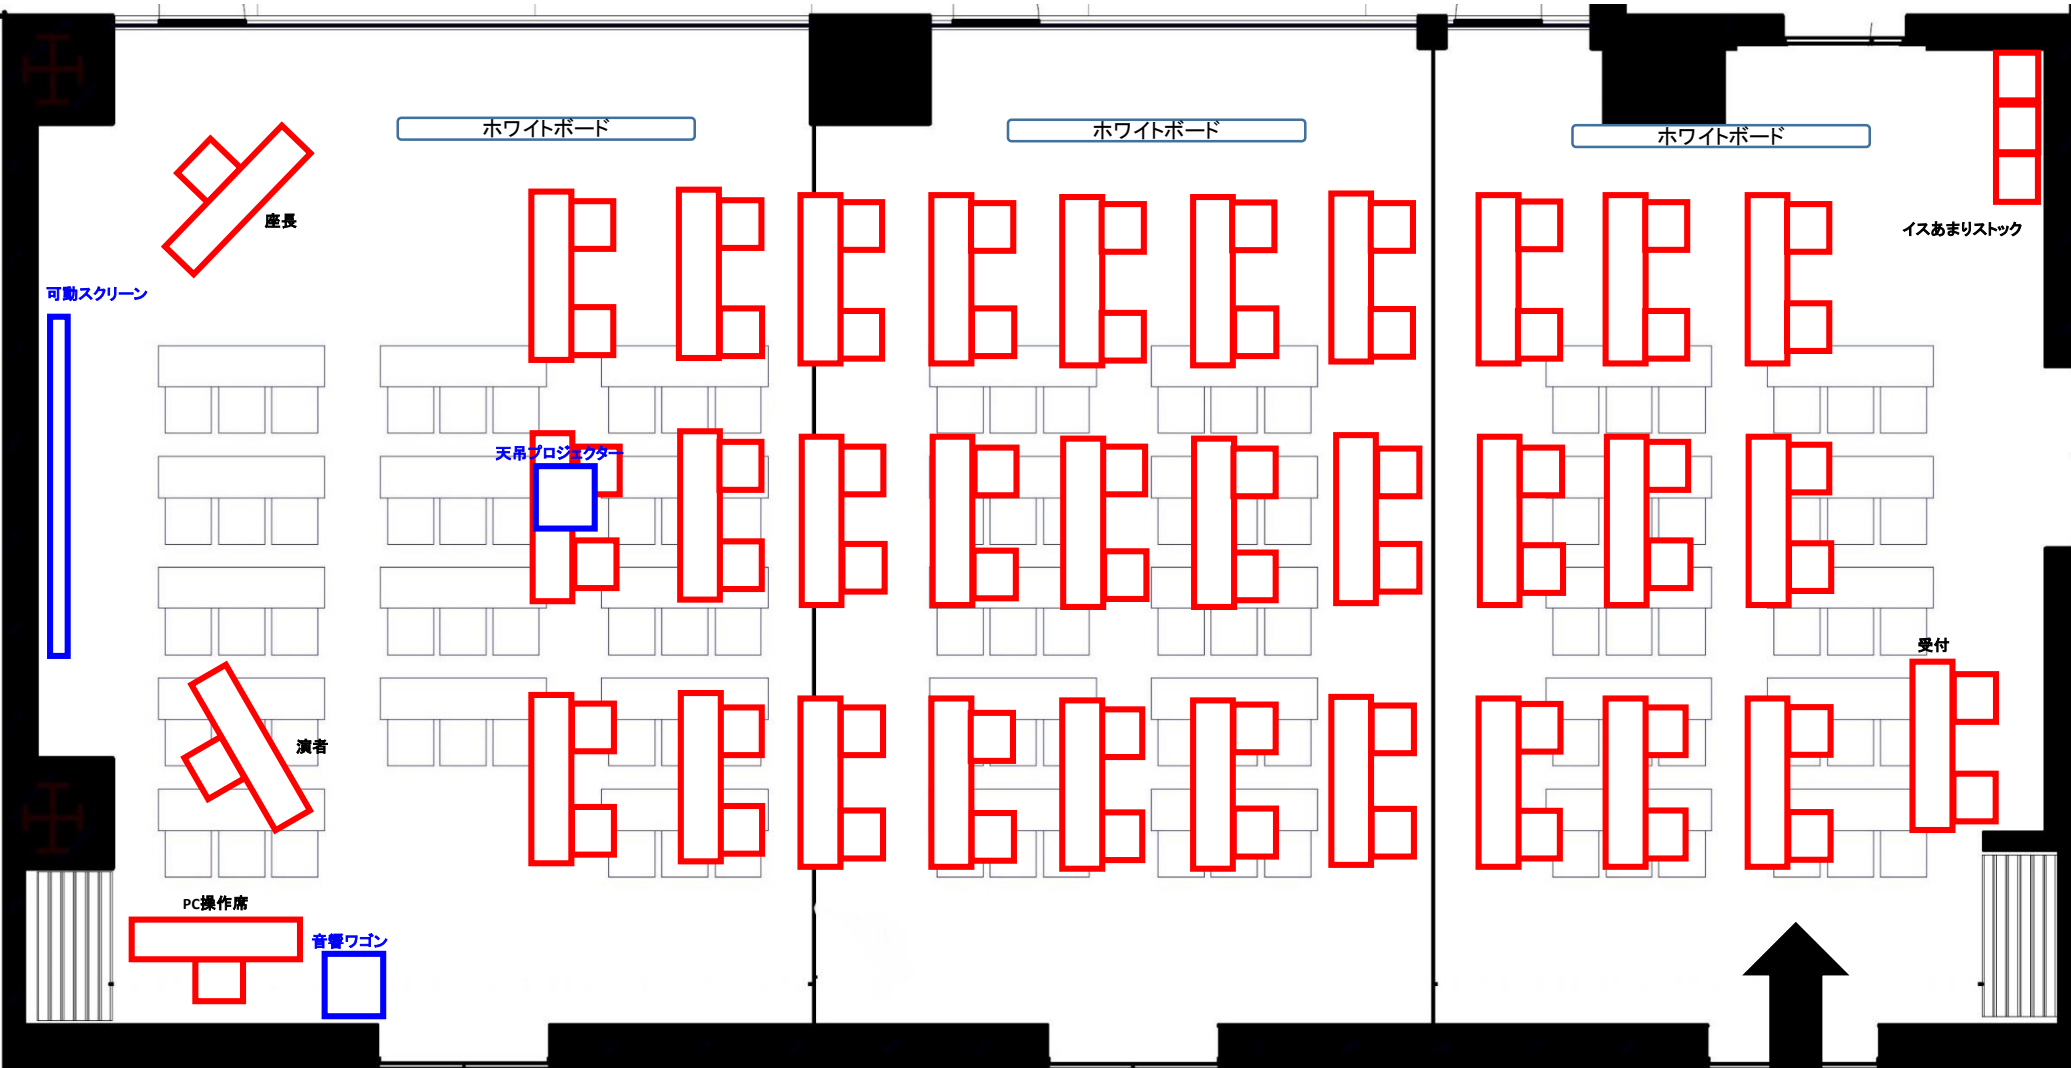 ホワイトボード
ホワイトボード
ホワイトボード
座長
イスあまりストック
可動スクリーン
天吊プロジェクター
受付
演者
PC操作席
音響ワゴン